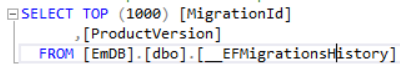 SELECT TOP (1000) [MigrationId]
,[ProductVersion]
FROM [EmDB].[dbo].[__EFMigrationsHistory]